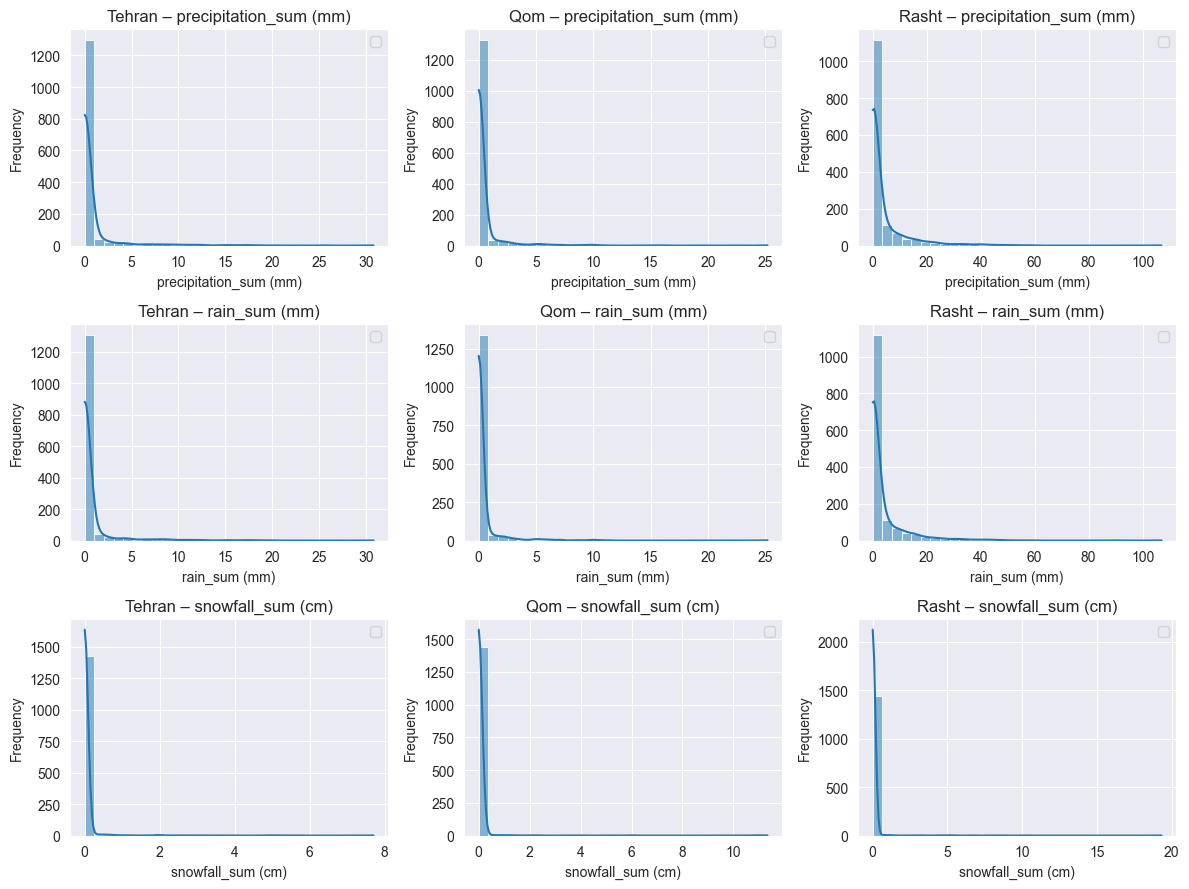 Tehran – precipitation_sum (mm)
Frequency
1200
1000
800
600
400
200
0
0 5 10 15 20 25 30
precipitation_sum (mm)
Qom – precipitation_sum (mm)
Frequency
1200
1000
800
600
400
200
0
0 5 10 15 20 25
precipitation_sum (mm)
Rasht – precipitation_sum (mm)
Frequency
1000
800
600
400
200
0
0 20 40 60 80 100
precipitation_sum (mm)
Tehran – rain_sum (mm)
Frequency
1200
1000
800
600
400
200
0
0 5 10 15 20 25 30
rain_sum (mm)
Qom – rain_sum (mm)
Frequency
1250
1000
750
500
250
0
0 5 10 15 20 25
rain_sum (mm)
Rasht – rain_sum (mm)
Frequency
1000
800
600
400
200
0
0 20 40 60 80 100
rain_sum (mm)
Tehran – snowfall_sum (cm)
Frequency
1500
1250
1000
750
500
250
0
0 2 4 6 8
snowfall_sum (cm)
Qom – snowfall_sum (cm)
Frequency
1500
1250
1000
750
500
250
0
0 2 4 6 8 10
snowfall_sum (cm)
Rasht – snowfall_sum (cm)
Frequency
2000
1500
1000
500
0
0 5 10 15 20
snowfall_sum (cm)